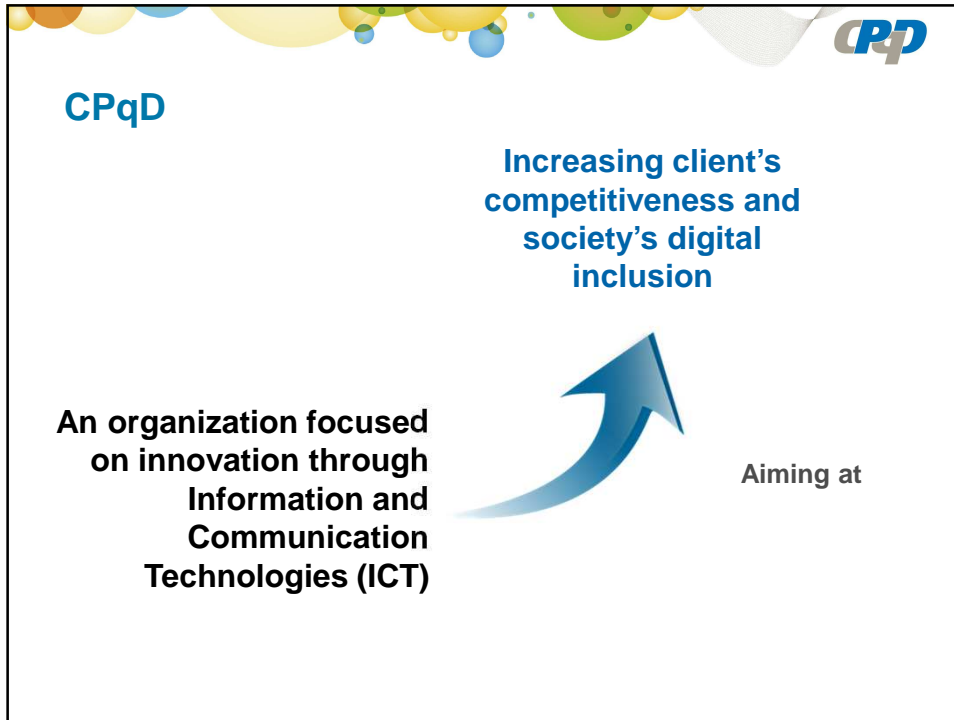 CPqD
CPqD
Increasing client’s
competitiveness and
society’s digital
inclusion
An organization focused
on innovation through
Information and
Communication
Technologies (ICT)
Aiming at